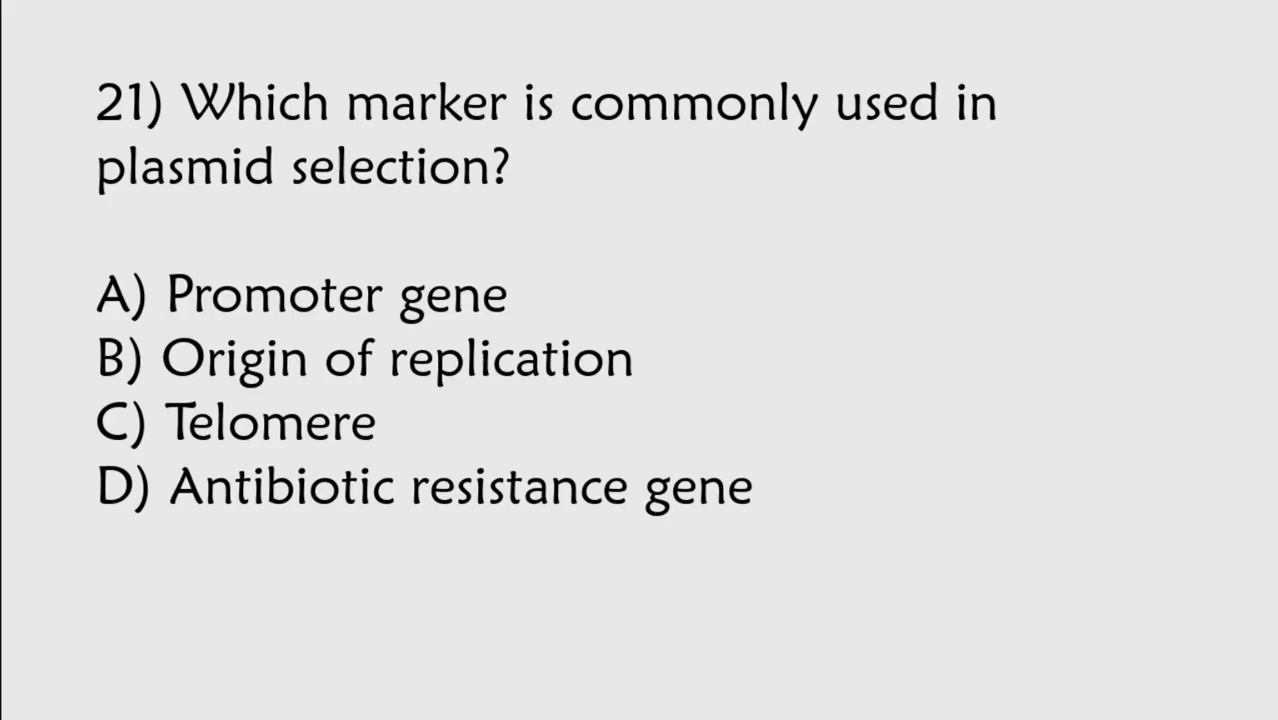 21) Which marker is commonly used in
plasmid selection?
A) Promoter gene
B) Origin of replication
C) Telomere
D) Antibiotic resistance gene